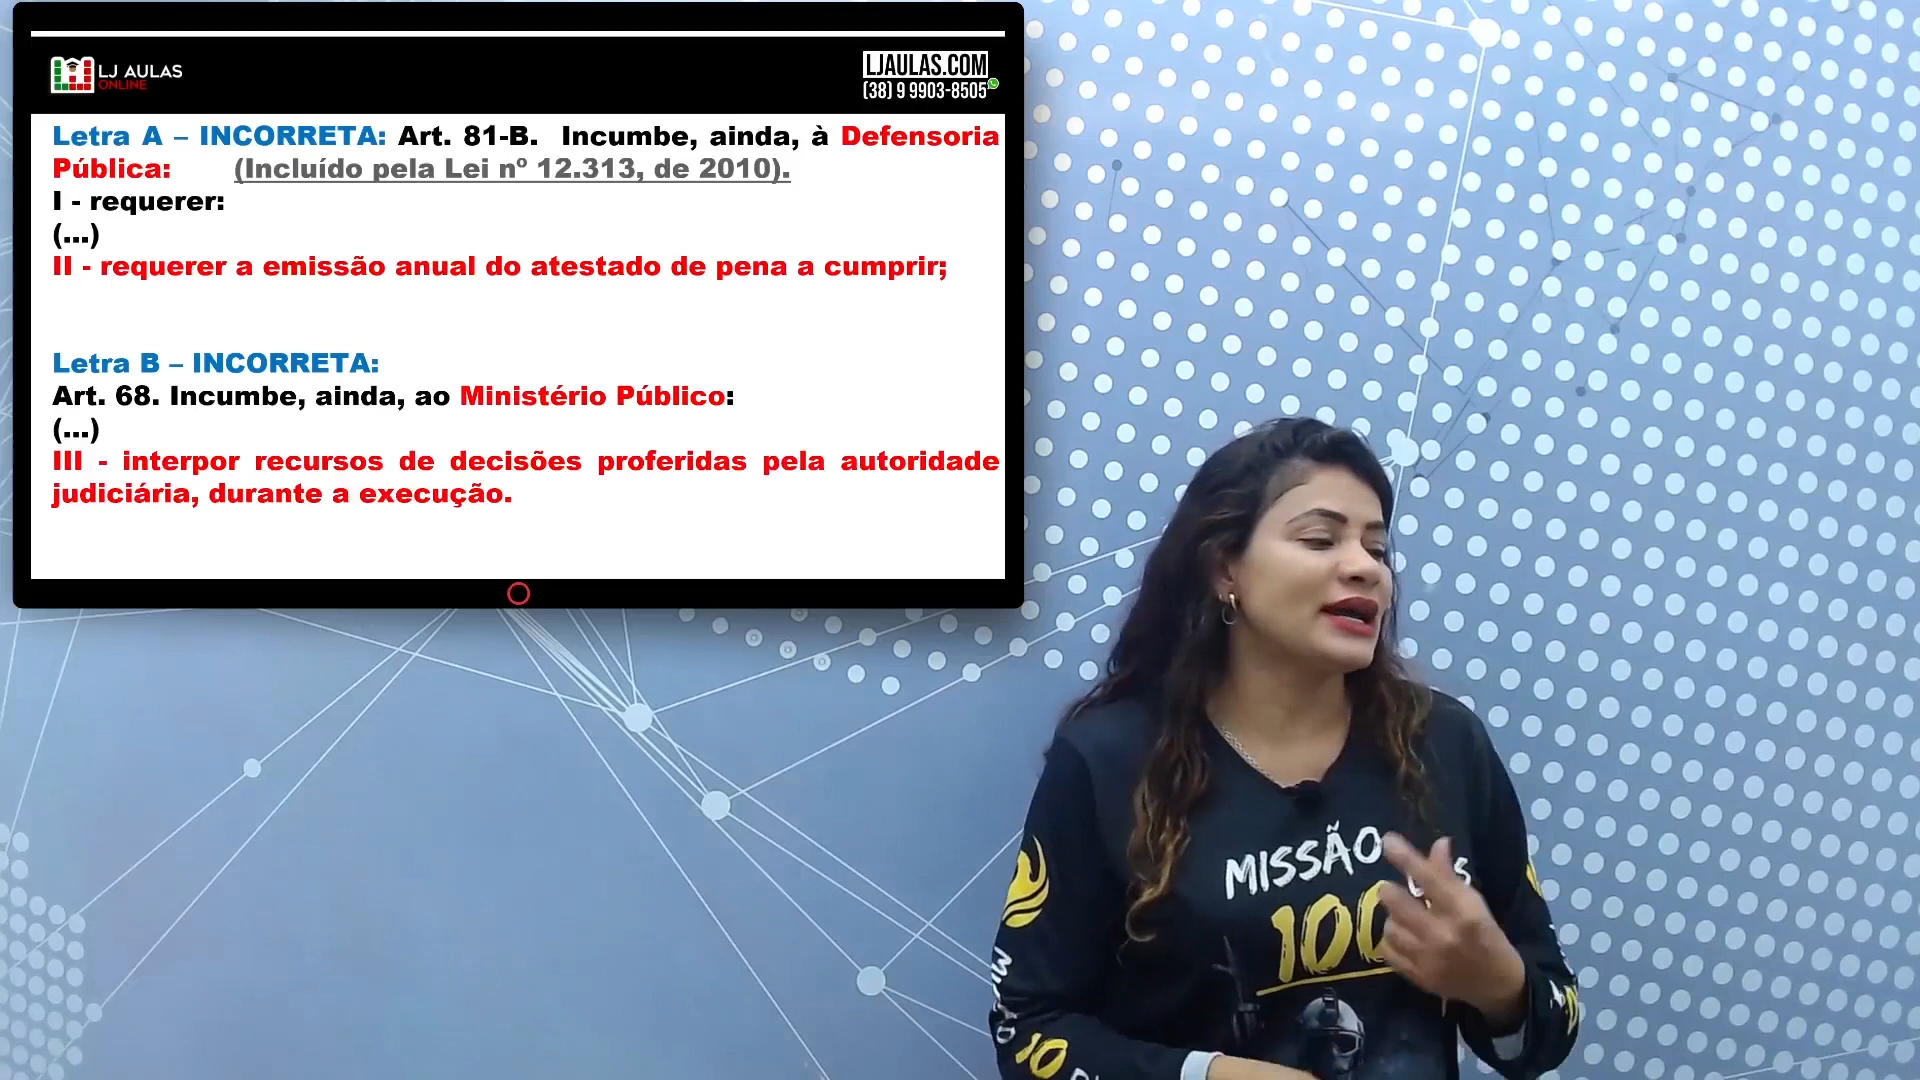 LJ AULAS
ONLINE
LJAULAS.COM
(38) 9 9903-8505
Letra A – INCORRETA: Art. 81-B. Incumbe, ainda, à Defensoria
Pública: (Incluído pela Lei nº 12.313, de 2010).
I - requerer:
(...)
II - requerer a emissão anual do atestado de pena a cumprir;
Letra B – INCORRETA:
Art. 68. Incumbe, ainda, ao Ministério Público:
(...)
III - interpor recursos de decisões proferidas pela autoridade
judiciária, durante a execução.
MISSÃO
100